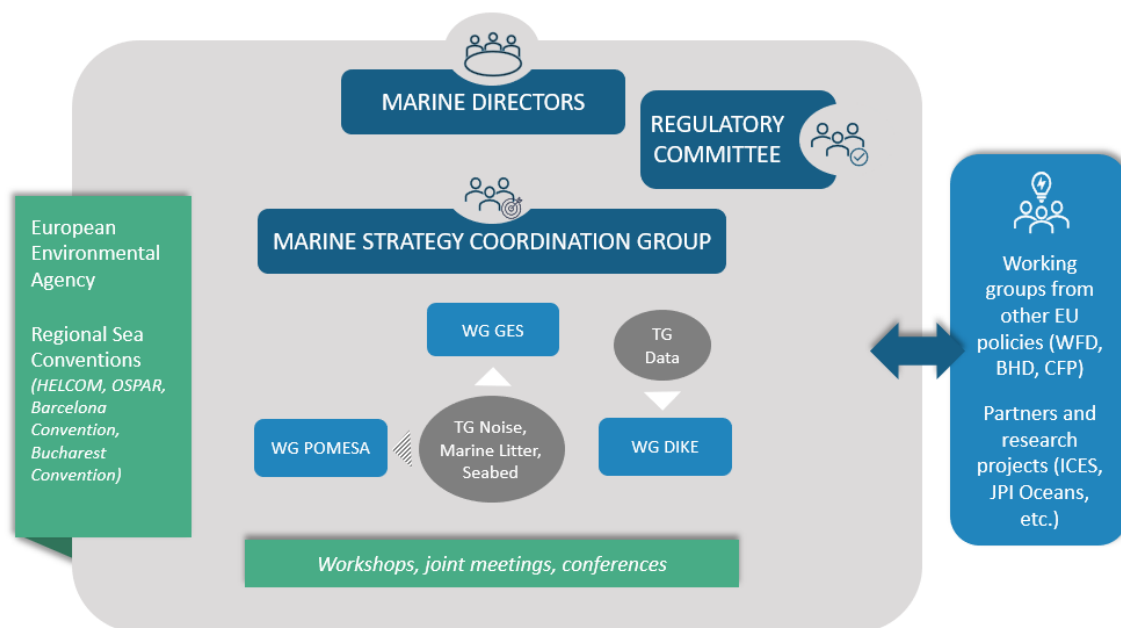 MARINE DIRECTORS
REGULATORY
COMMITTEE
MARINE STRATEGY COORDINATION GROUP
European
Environmental
Agency
Regional Sea
Conventions
(HELCOM, OSPAR,
Barcelona
Convention,
Bucharest
Convention)
WG GES
TG
Data
WG POMESA
TG Noise,
Marine Litter,
Seabed
WG DIKE
Workshops, joint meetings, conferences
Working
groups from
other EU
policies (WFD,
BHD, CFP)
Partners and
research
projects (ICES,
JPI Oceans,
etc.)